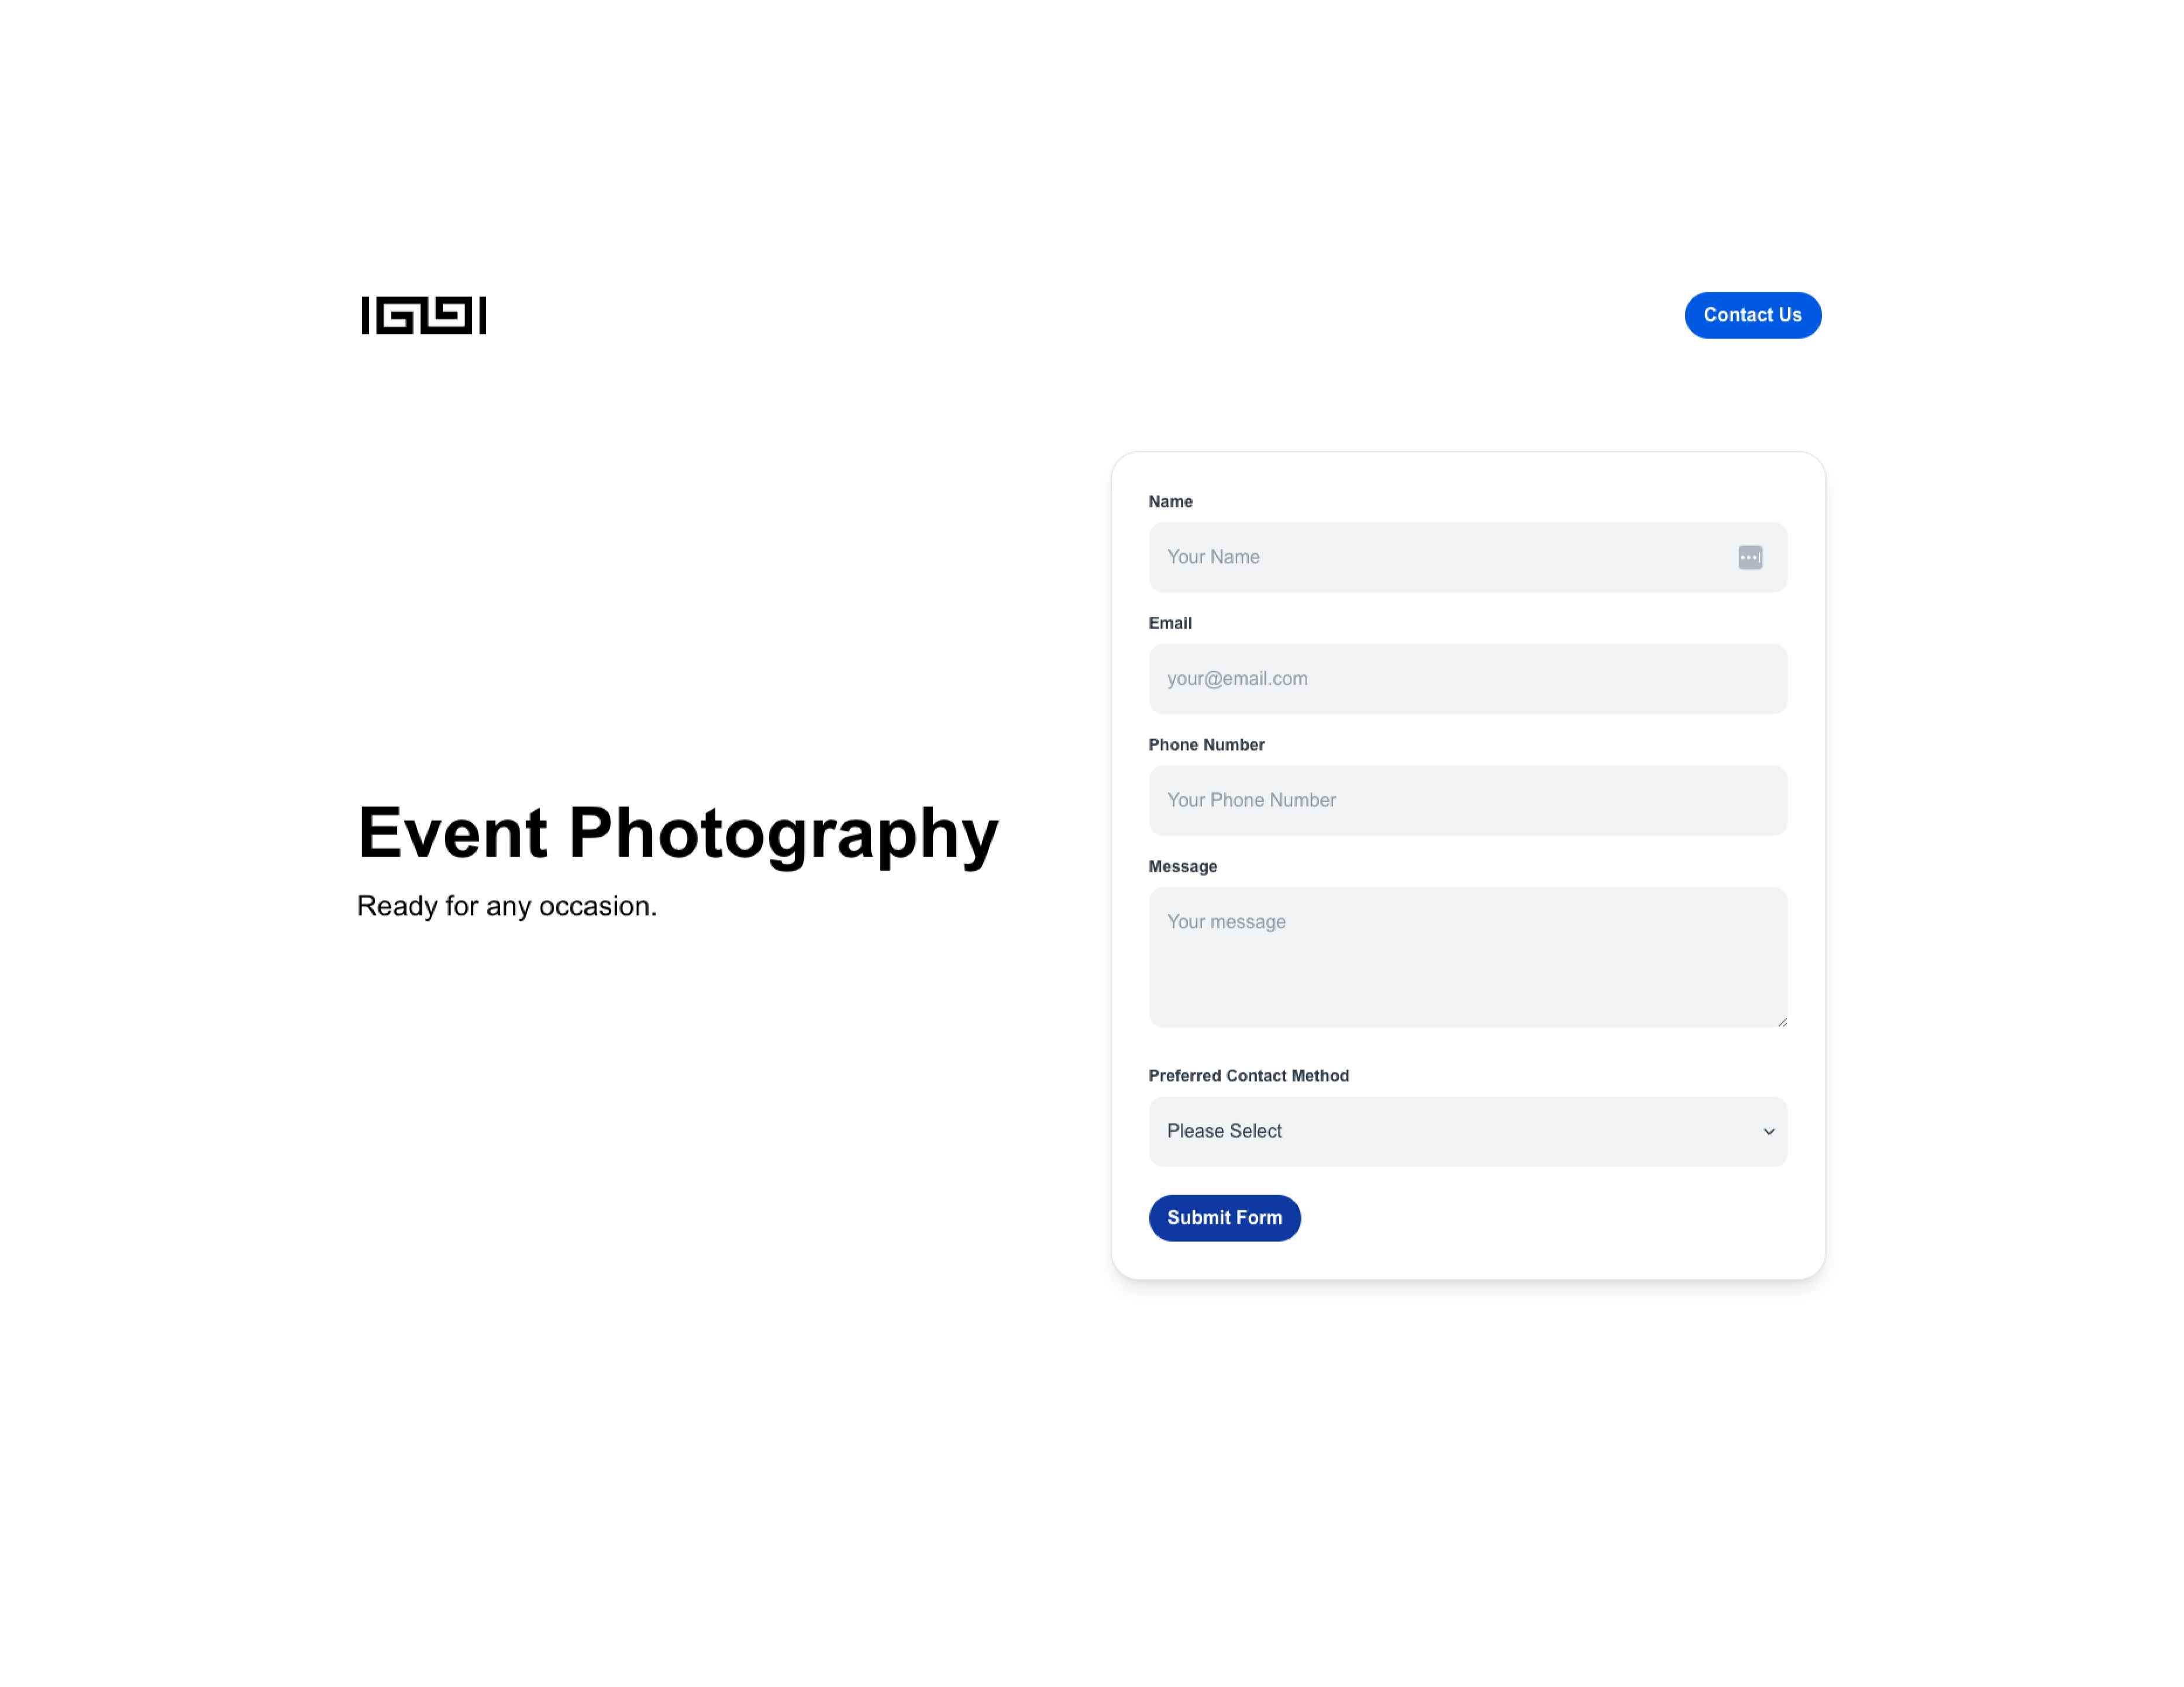 Contact Us
Name
Your Name
Email
your@email.com
Phone Number
Your Phone Number
Event Photography
Ready for any occasion.
Message
Your message
Preferred Contact Method
Please Select
Submit Form